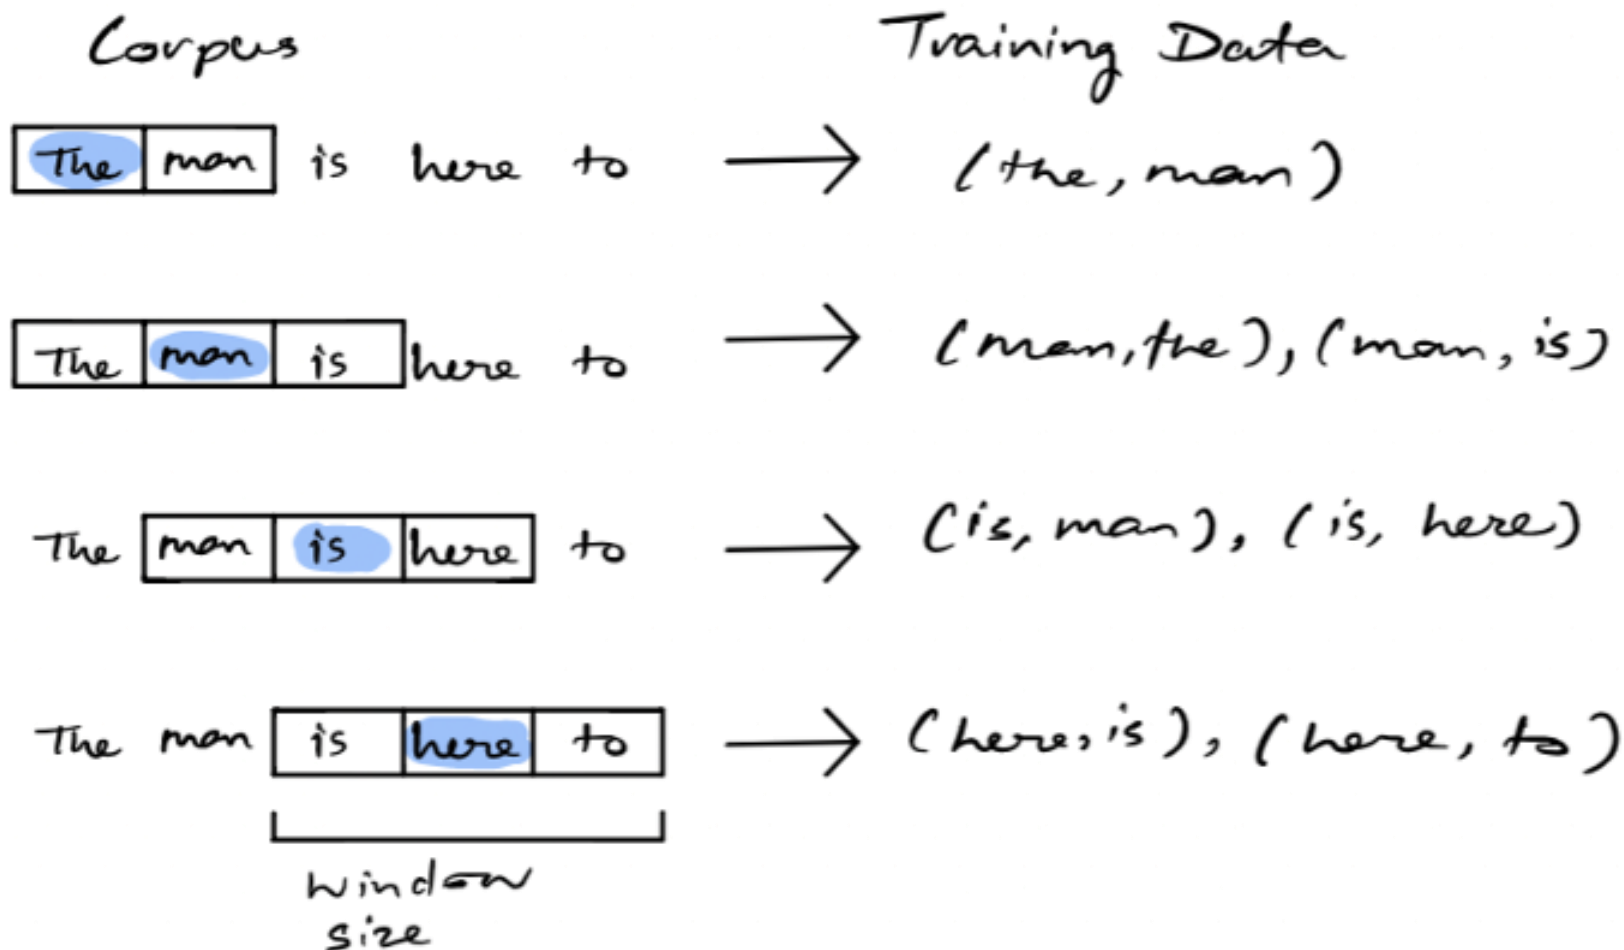 Corpus Training Data
The man is here to (the, man)
The man is here to (man, the), (man, is)
The man is here to (is, man), (is, here)
The man is here to (here, is), (here, to)
window
size